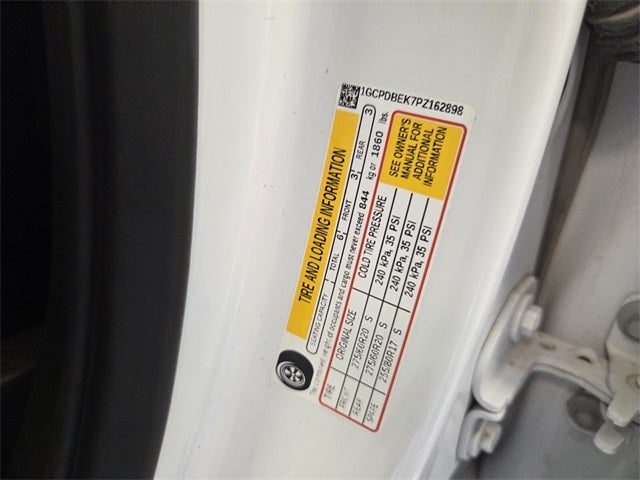 1GCPDBEK7PZ162898
TIRE AND LOADING INFORMATION
SEATING CAPACITY TOTAL 6 FRONT 3 REAR 3
The combined weight of occupants and cargo must never exceed 844 kg or 1860 lbs.
TIRE ORIGINAL SIZE COLD TIRE PRESSURE
FRONT 275/60R20 S 240 kPa, 35 PSI
REAR 275/60R20 S 240 kPa, 35 PSI
SPARE 255/80R17 S 240 kPa, 35 PSI
SEE OWNER'S
MANUAL FOR
ADDITIONAL
INFORMATION